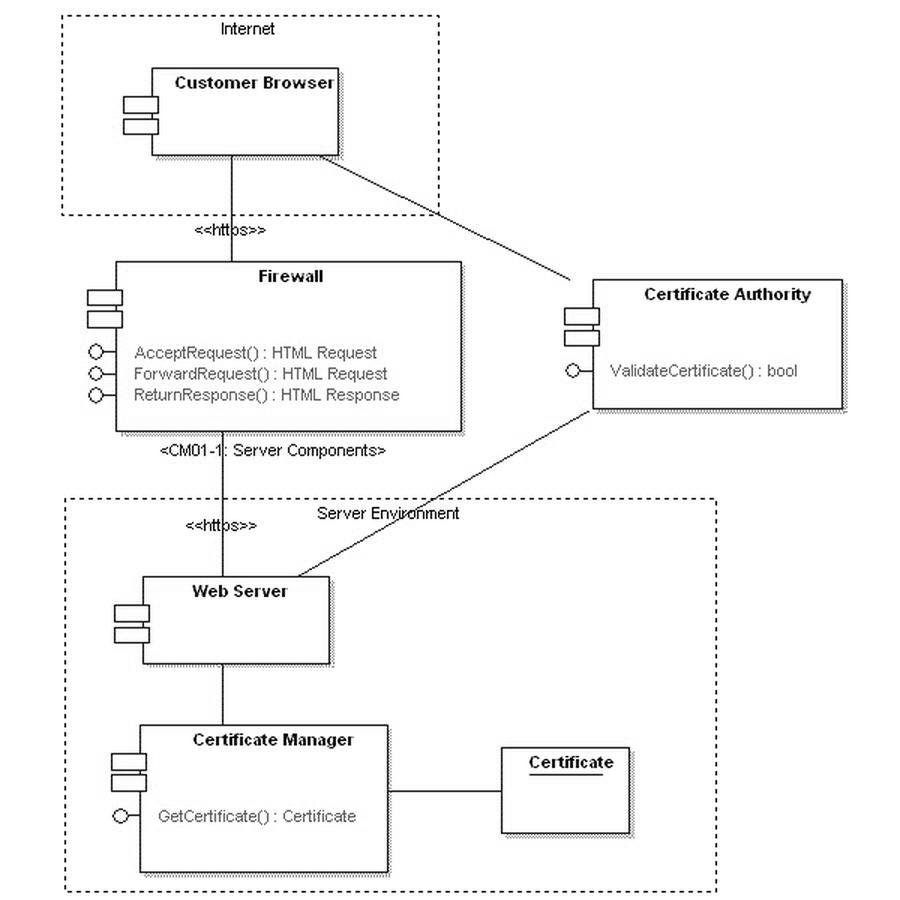 Internet
Customer Browser
<<https>>
Firewall
AcceptRequest() : HTML Request
ForwardRequest() : HTML Request
ReturnResponse() : HTML Response
Certificate Authority
ValidateCertificate() : bool
<CM01-1: Server Components>
Server Environment
<<https>>
Web Server
Certificate Manager
GetCertificate() : Certificate
Certificate